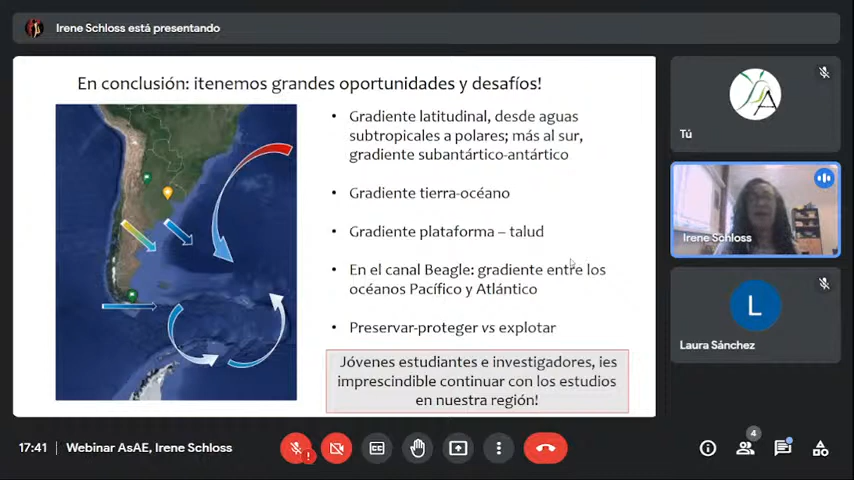 Irene Schloss está presentando
En conclusión: ¡tenemos grandes oportunidades y desafíos!
• Gradiente latitudinal, desde aguas
subtropicales a polares; más al sur,
gradiente subantártico-antártico
• Gradiente tierra-océano
• Gradiente plataforma – talud
• En el canal Beagle: gradiente entre los
océanos Pacífico y Atlántico
• Preservar-proteger vs explotar
Jóvenes estudiantes e investigadores, ¡es
imprescindible continuar con los estudios
en nuestra región!
A
Tú
Irene Schloss
L
Laura Sánchez
17:41 | Webinar AsAE, Irene Schloss
4